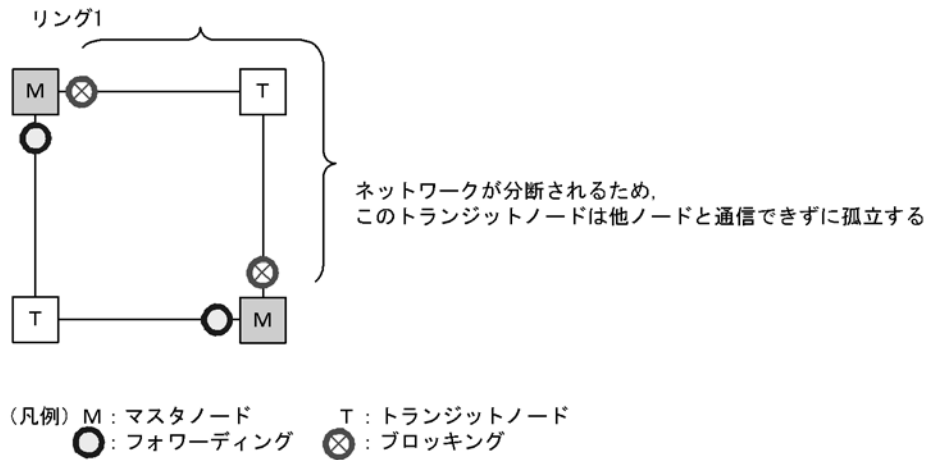 リング1
M
T
ネットワークが分断されるため,
このトランジットノードは他ノードと通信できずに孤立する
T
M
(凡例) M：マスタノード T：トランジットノード
：フォワーディング ：ブロッキング